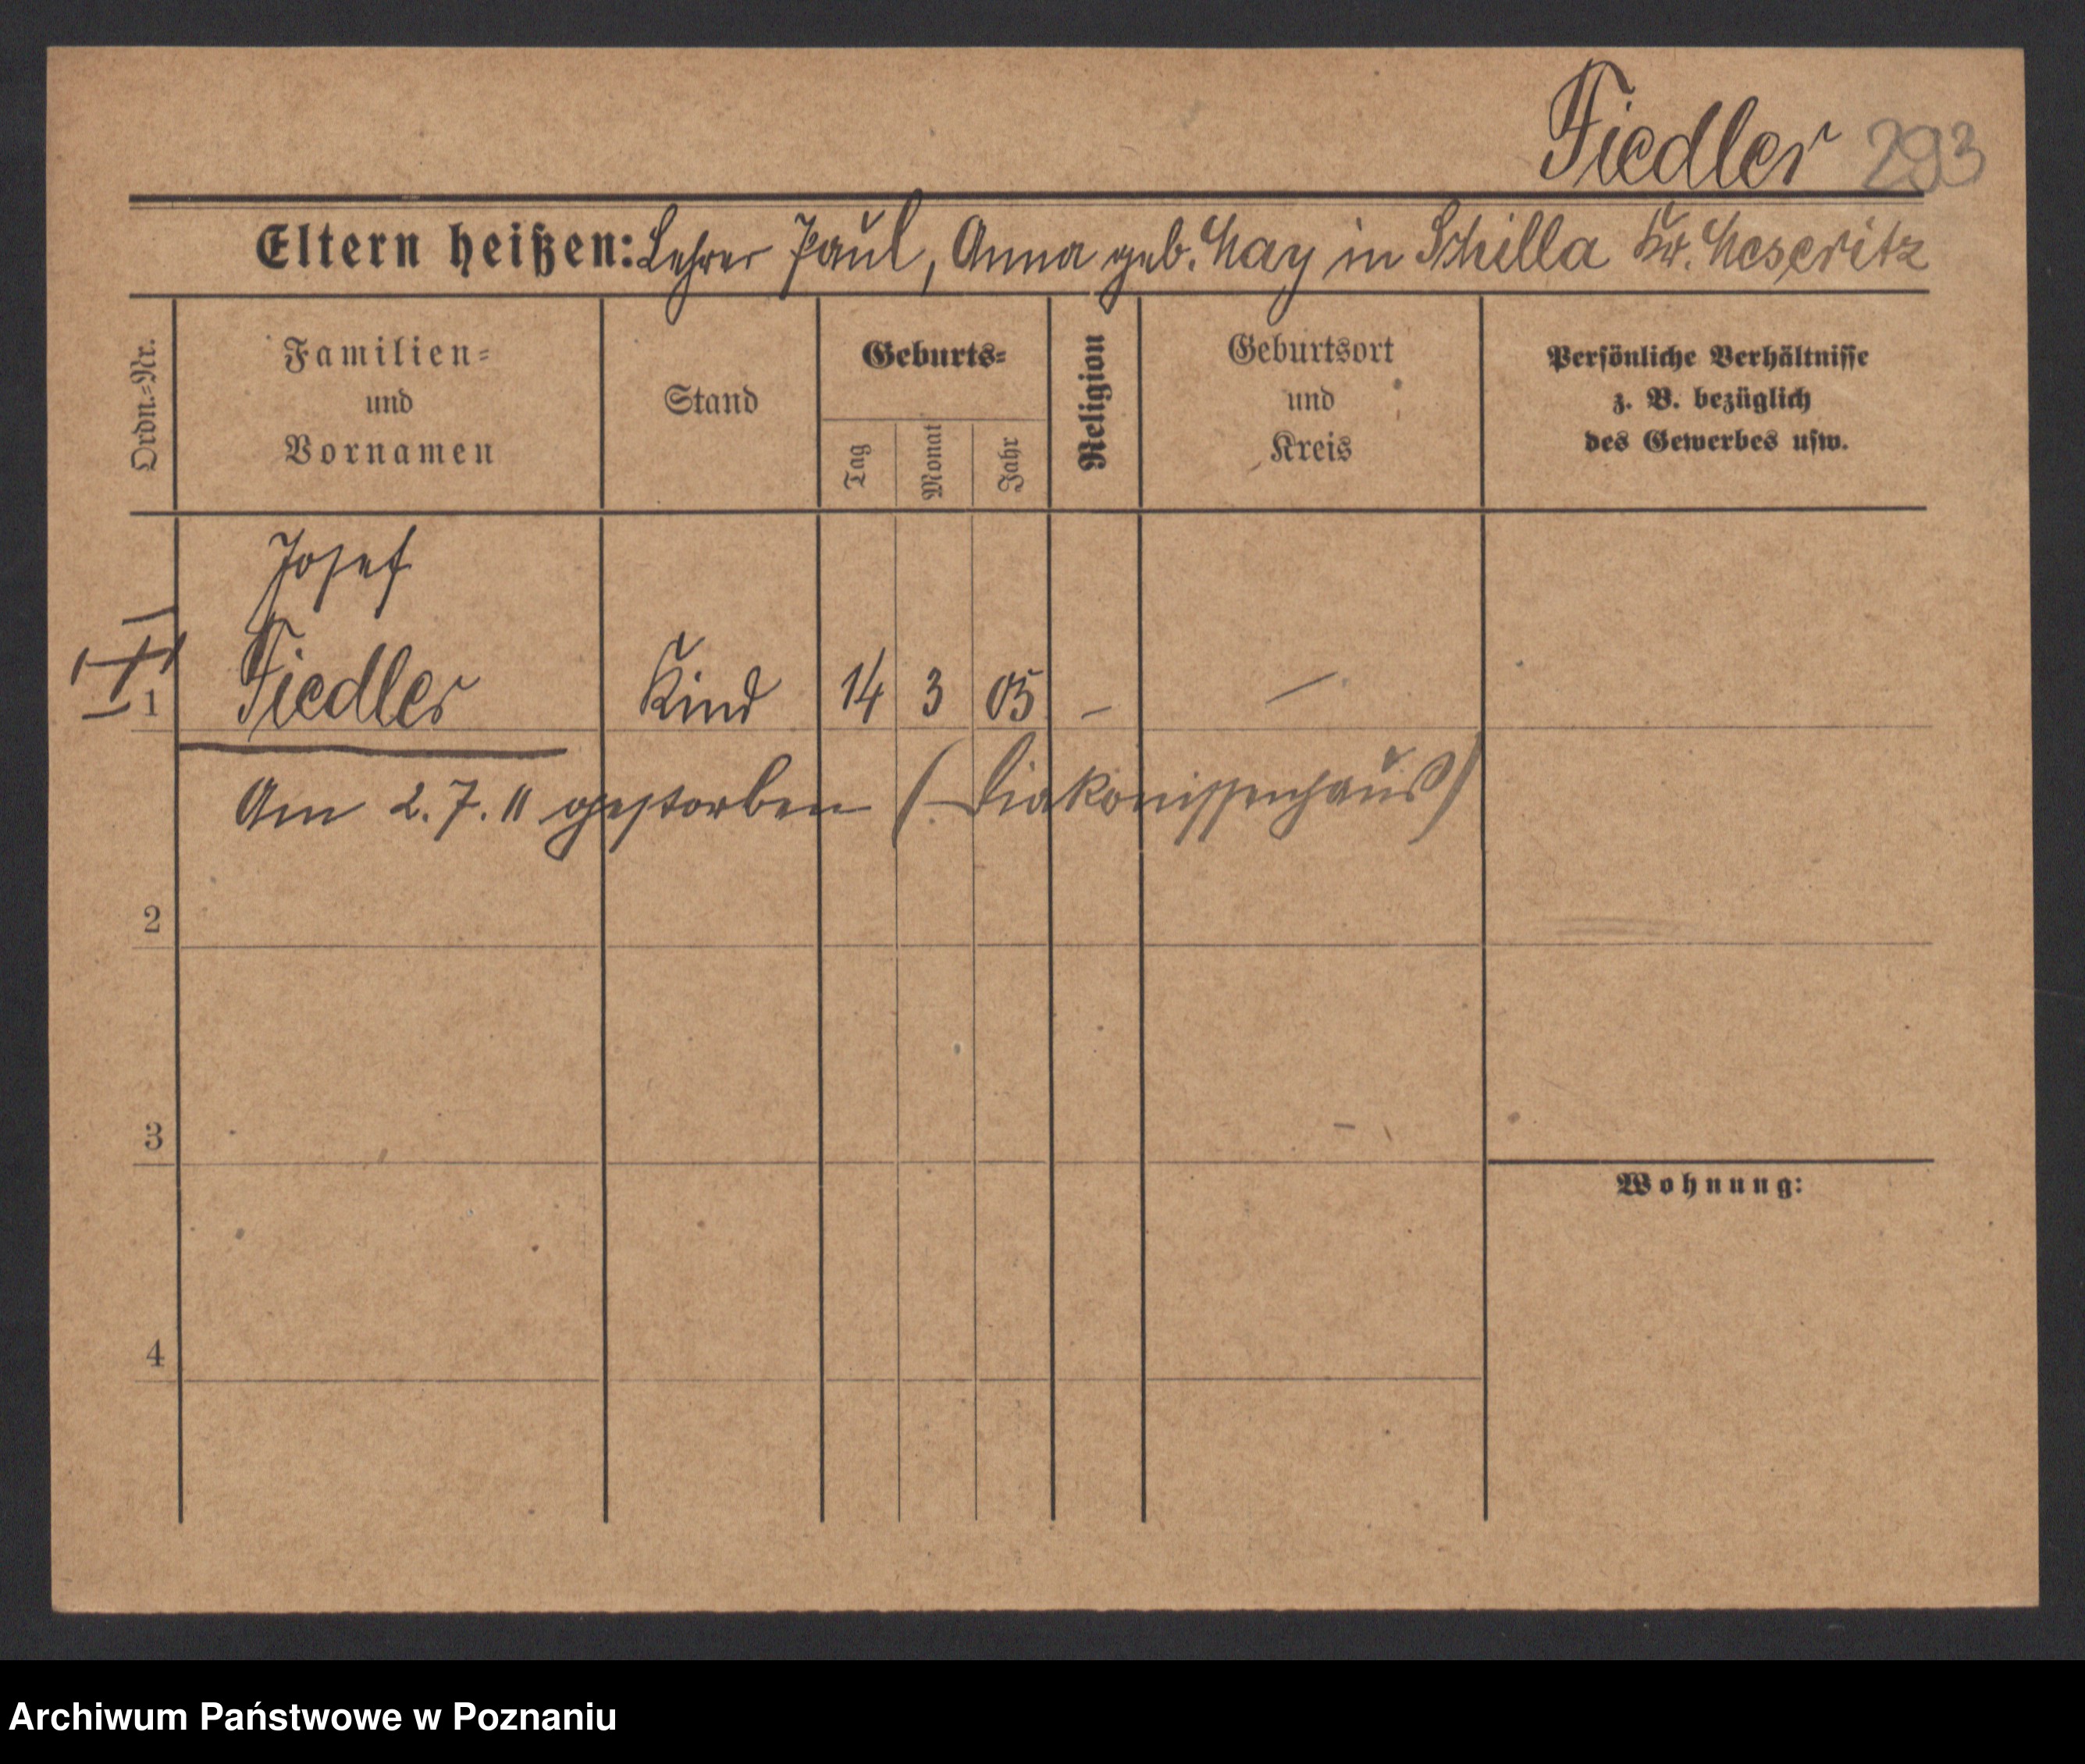 Fiedler 293
Eltern heißen: Lehrer Paul, Anna geb. May in Schilla Kr. Meseritz
Ordn.-Nr.
Familien-
und
Vornamen
Stand
Geburts-
Tag
Monat
Jahr
Religion
Geburtsort
und
Kreis
Persönliche Verhältnisse
z. B. bezüglich
des Gewerbes usw.
Josef
1 Fiedler Kind 14 3 05 – –
Am 2.7.11 gestorben (Diakonissenhaus)
2
3
Wohnung:
4
Archiwum Państwowe w Poznaniu